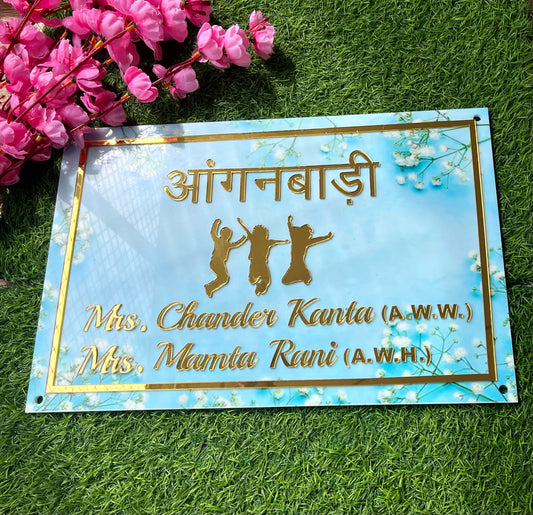 आंगनबाड़ी
Mrs. Chander Kanta (A.W.W.)
Mrs. Mamta Rani (A.W.H.)